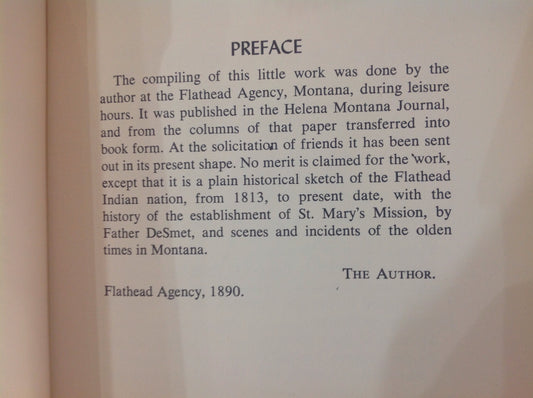 PREFACE
The compiling of this little work was done by the
author at the Flathead Agency, Montana, during leisure
hours. It was published in the Helena Montana Journal,
and from the columns of that paper transferred into
book form. At the solicitation of friends it has been sent
out in its present shape. No merit is claimed for the work,
except that it is a plain historical sketch of the Flathead
Indian nation, from 1813, to present date, with the
history of the establishment of St. Mary's Mission, by
Father DeSmet, and scenes and incidents of the olden
times in Montana.
THE AUTHOR.
Flathead Agency, 1890.